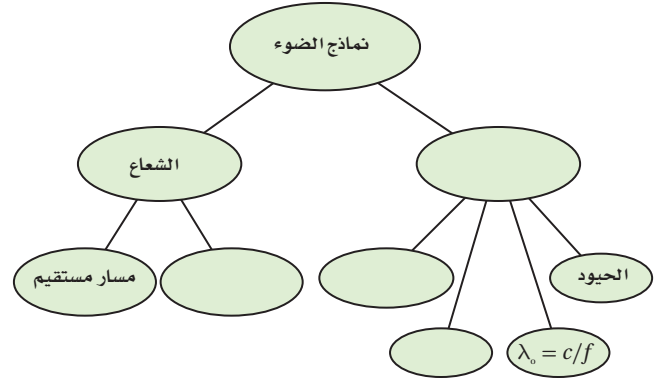 نماذج الضوء
الشعاع
مسار مستقيم
الحيود
λ₀ = c/f